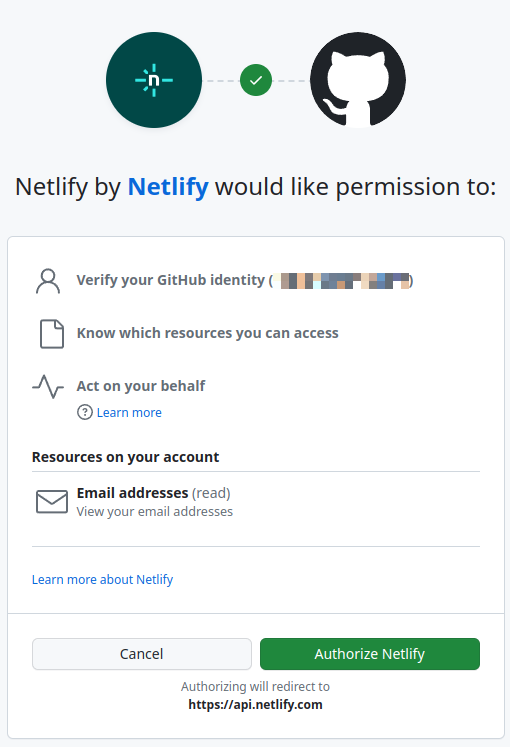 n
Netlify by Netlify would like permission to:
Verify your GitHub identity ( )
Know which resources you can access
Act on your behalf
? Learn more
Resources on your account
Email addresses (read)
View your email addresses
Learn more about Netlify
Cancel
Authorize Netlify
Authorizing will redirect to
https://api.netlify.com